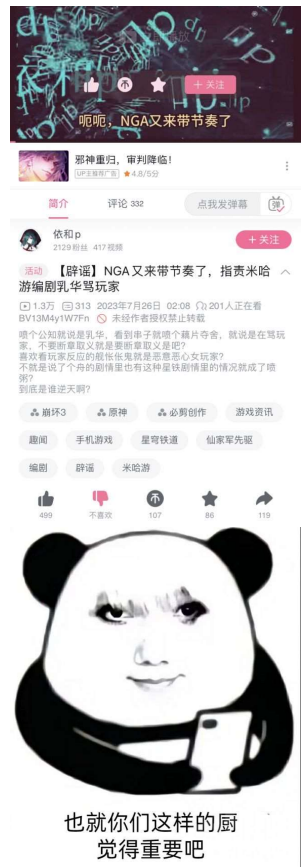 呃呃，NGA又来带节奏了
+ 关注
邪神重归，审判降临！
UP主推荐广告 ★4.8/5分
简介 评论 332 点我发弹幕 弹
依和p
2129粉丝 417视频
+ 关注
活动 【辟谣】NGA又来带节奏了，指责米哈
游编剧乳华骂玩家
1.3万 313 2023年7月26日 02:08 201人正在看
BV13M4y1W7Fn 未经作者授权禁止转载
喷个公知就说是乳华，看到串子就喷个藕片夺舍，就说是在骂玩
家，不要断章取义就是要断章取义是吧？
喜欢看玩家反应的舰长伥鬼就是恶意恶心女玩家？
不就是说了个舟的剧情里也有这种星铁剧情里的情况就成了喷
粥？
到底是谁逆天啊？
崩坏3 原神 必剪创作 游戏资讯
趣闻 手机游戏 星穹铁道 仙家军先驱
编剧 辟谣 米哈游
499 不喜欢 107 86 119
也就你们这样的厨
觉得重要吧